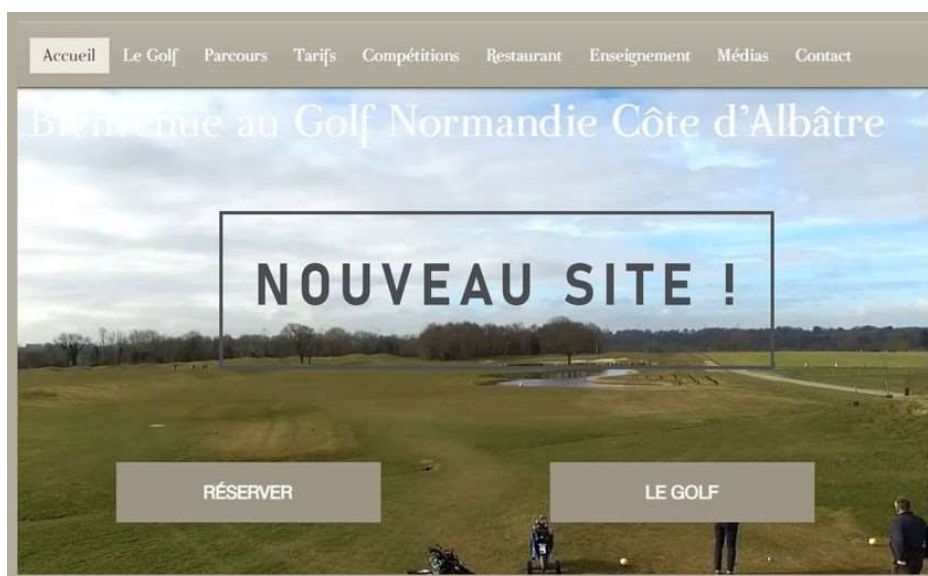 Accueil Le Golf Parcours Tarifs Compétitions Restaurant Enseignement Médias Contact
Bienvenue au Golf Normandie Côte d'Albâtre
NOUVEAU SITE !
RÉSERVER LE GOLF